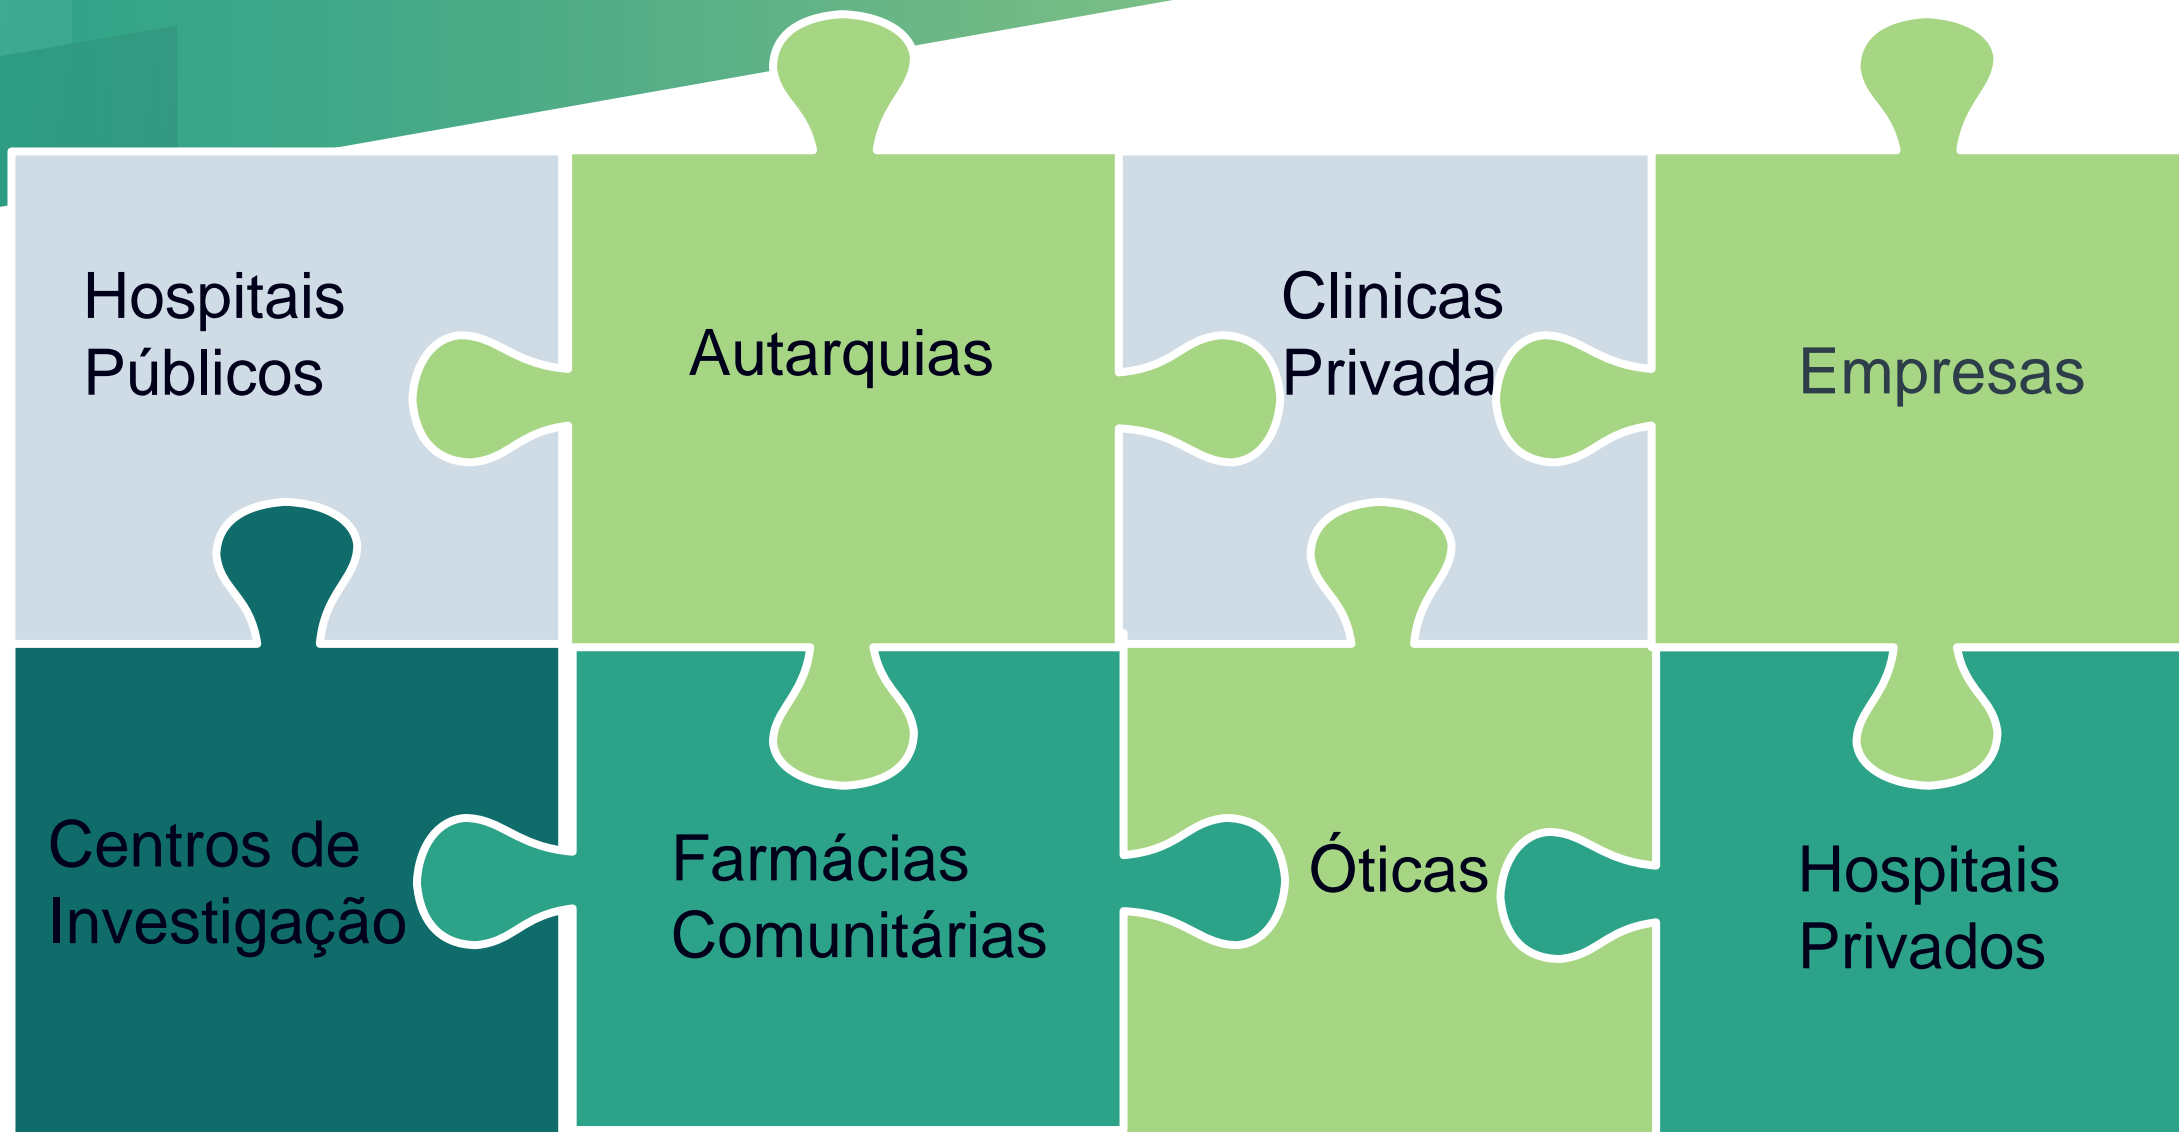 Hospitais
Públicos
Autarquias
Clinicas
Privada
Empresas
Centros de
Investigação
Farmácias
Comunitárias
Óticas
Hospitais
Privados